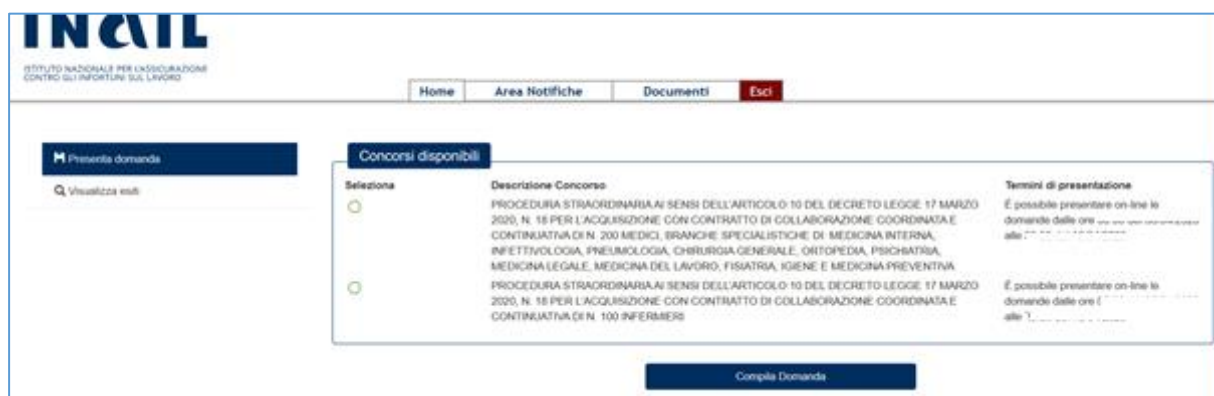 INAIL
ISTITUTO NAZIONALE PER L'ASSICURAZIONE
CONTRO GLI INFORTUNI SUL LAVORO
Home Area Notifiche Documenti Esci
Presenta domanda
Visualizza esiti
Concorsi disponibili
Seleziona Descrizione Concorso Termini di presentazione
PROCEDURA STRAORDINARIA AI SENSI DELL'ARTICOLO 10 DEL DECRETO LEGGE 17 MARZO
2020, N. 18 PER L'ACQUISIZIONE CON CONTRATTO DI COLLABORAZIONE COORDINATA E
CONTINUATIVA DI N. 200 MEDICI, BRANCHE SPECIALISTICHE DI MEDICINA INTERNA,
INFETTIVOLOGIA, PNEUMOLOGIA, CHIRURGIA GENERALE, ORTOPEDIA, PSICHIATRIA,
MEDICINA LEGALE, MEDICINA DEL LAVORO, FISIATRIA, IGIENE E MEDICINA PREVENTIVA
É possibile presentare on-line le
domande dalle ore
alle
PROCEDURA STRAORDINARIA AI SENSI DELL'ARTICOLO 10 DEL DECRETO LEGGE 17 MARZO
2020, N. 18 PER L'ACQUISIZIONE CON CONTRATTO DI COLLABORAZIONE COORDINATA E
CONTINUATIVA DI N. 100 INFERMIERI
É possibile presentare on-line le
domande dalle ore
alle
Compila Domanda